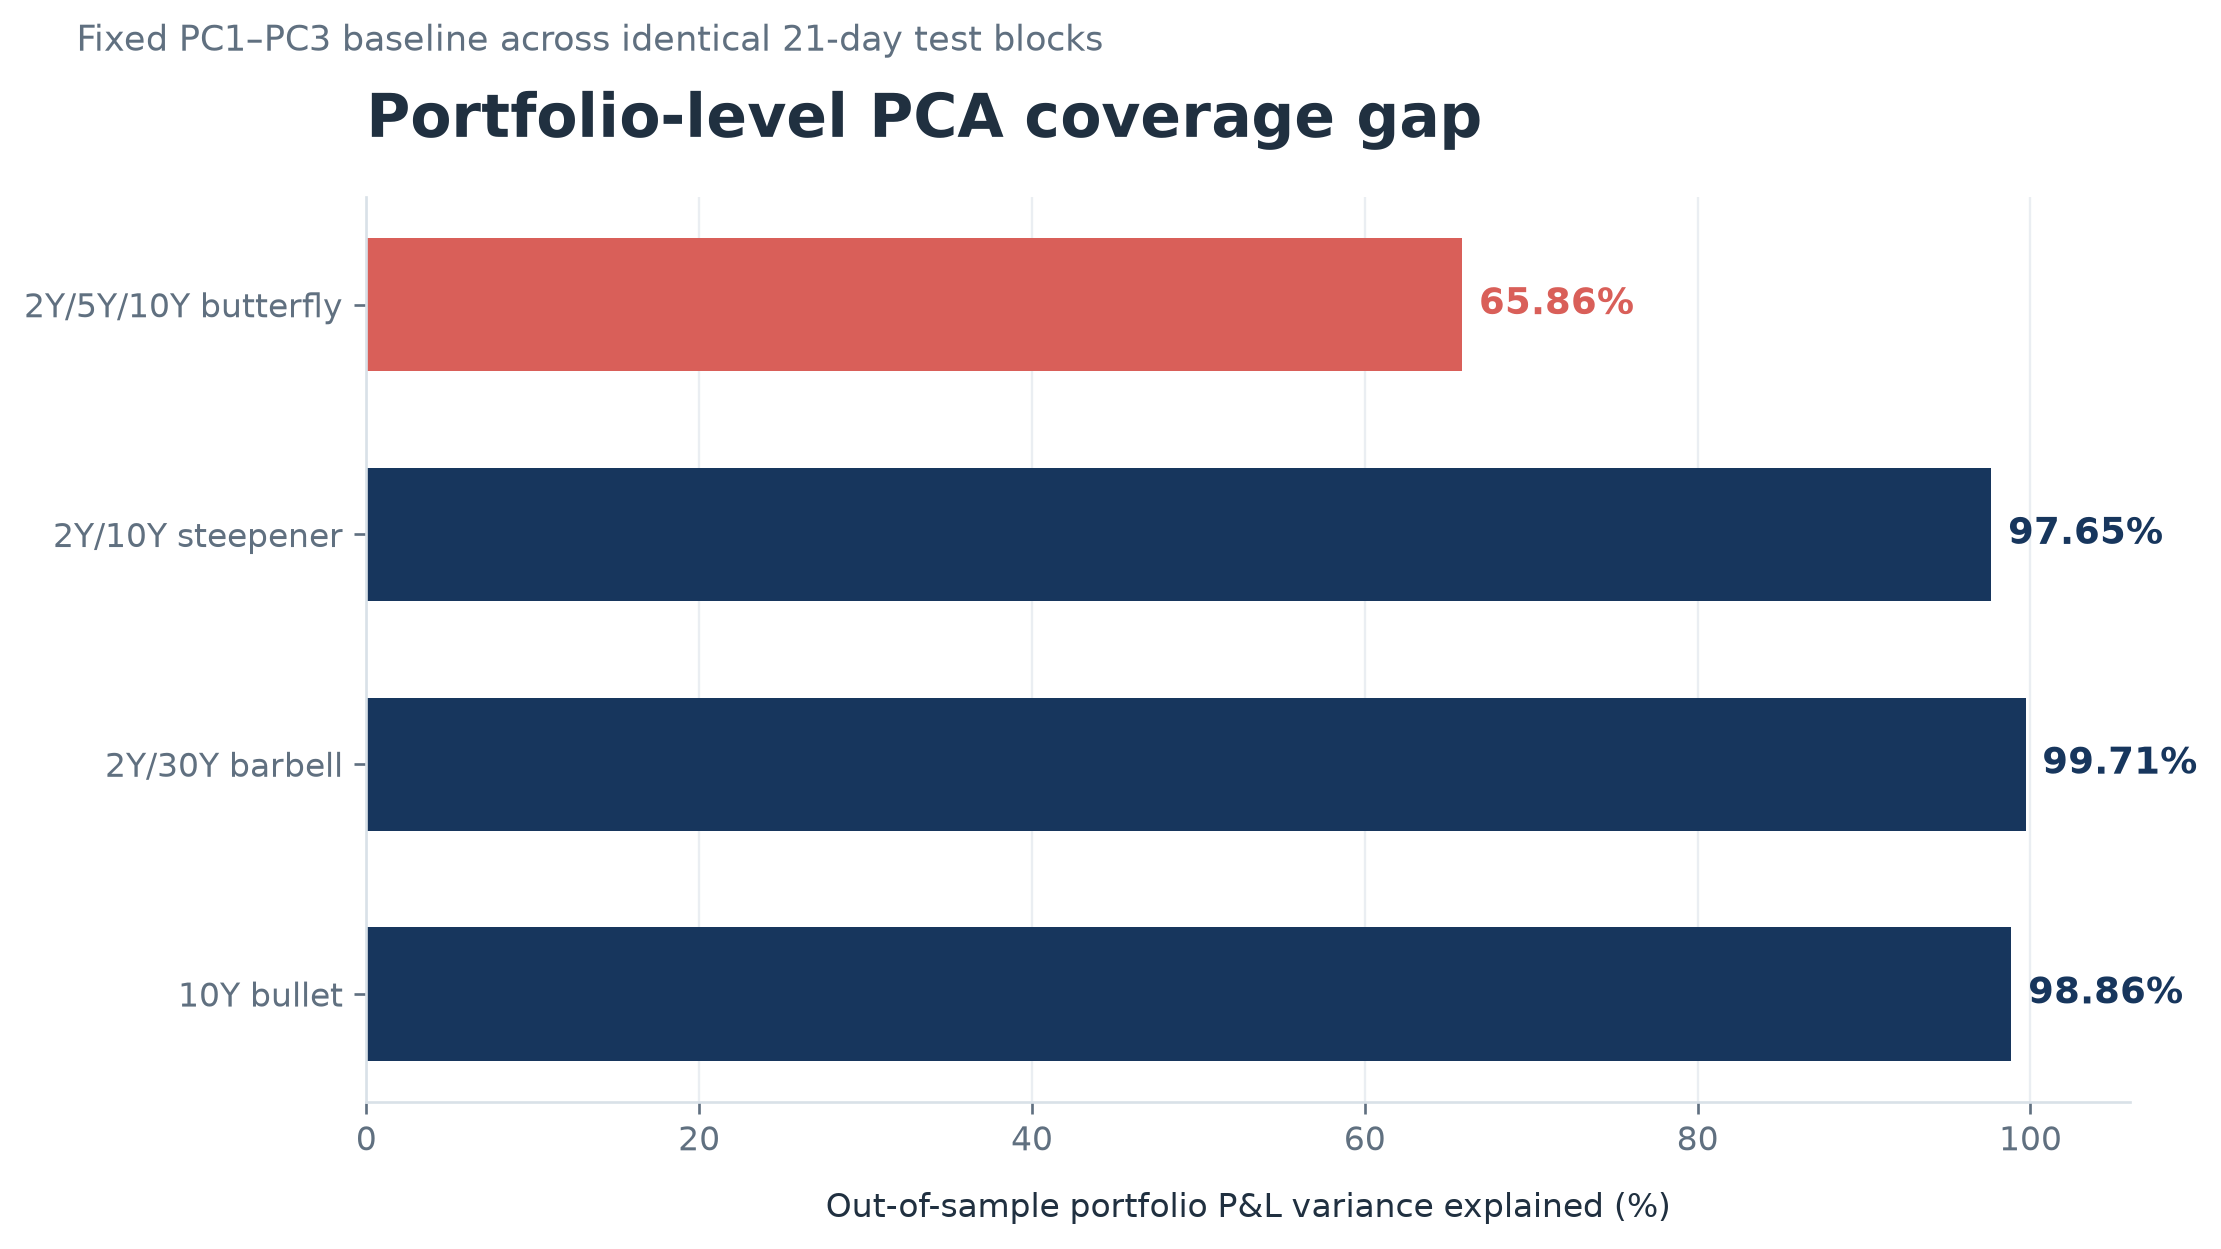 Fixed PC1–PC3 baseline across identical 21-day test blocks
Portfolio-level PCA coverage gap
2Y/5Y/10Y butterfly
65.86%
2Y/10Y steepener
97.65%
2Y/30Y barbell
99.71%
10Y bullet
98.86%
0 20 40 60 80 100
Out-of-sample portfolio P&L variance explained (%)